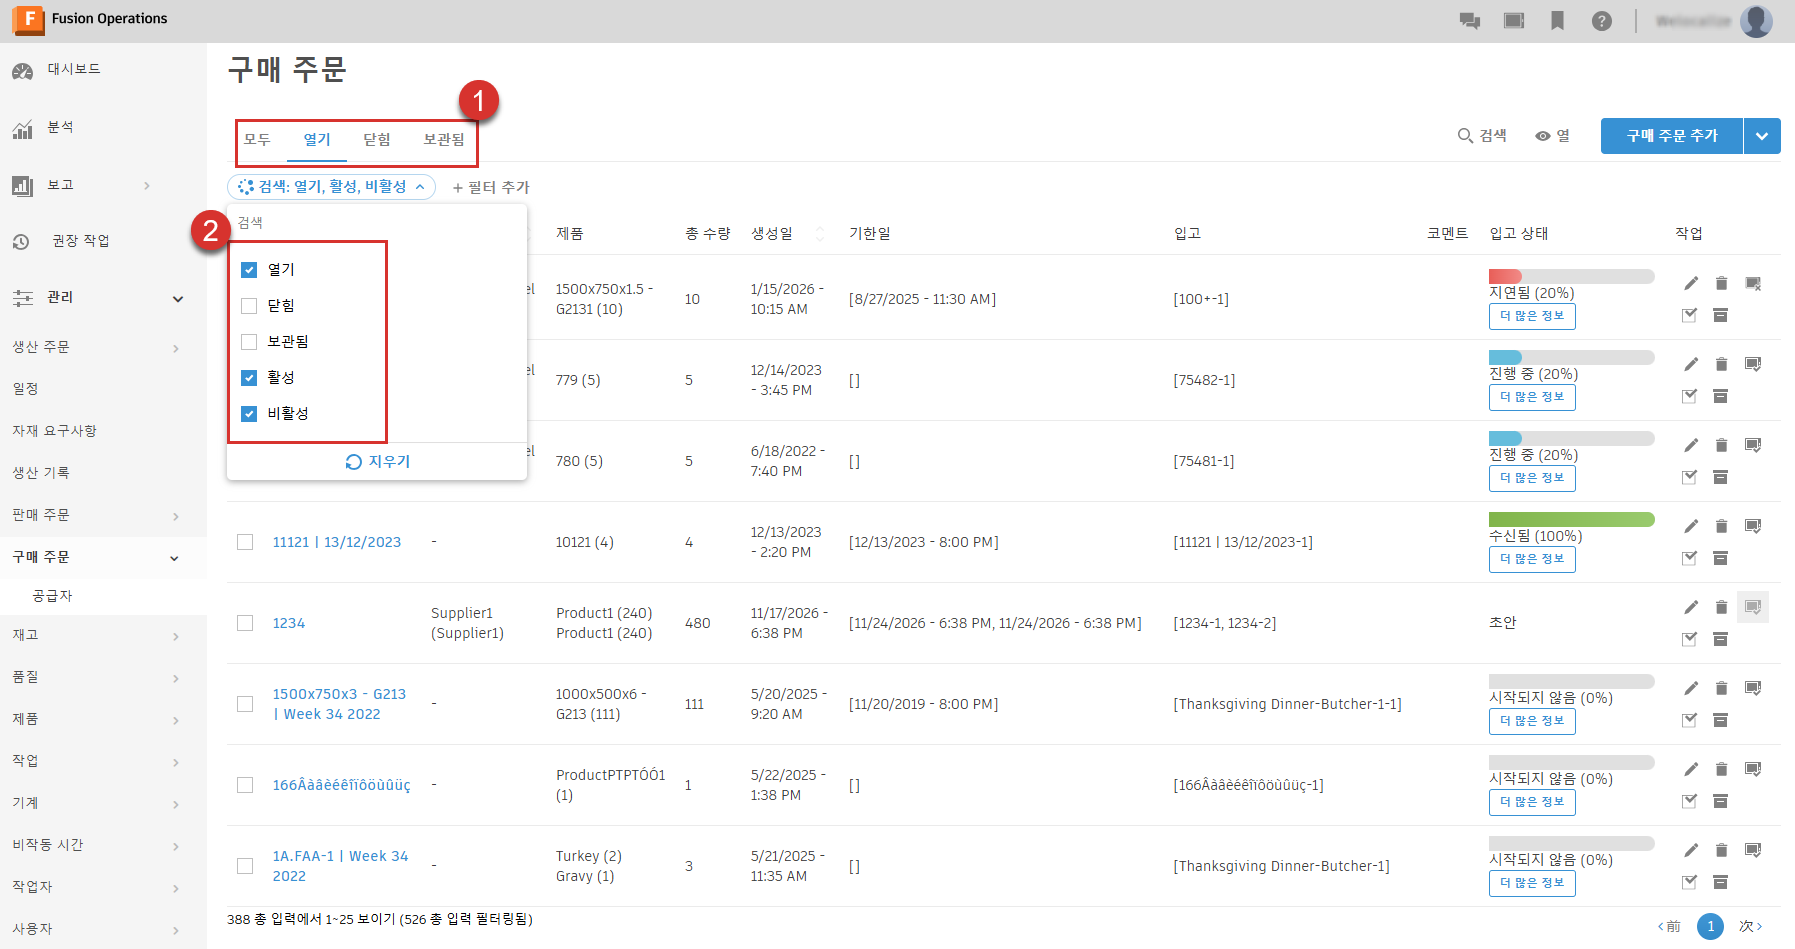 Fusion Operations
대시보드
분석
보고
권장 작업
관리
생산 주문
일정
자재 요구사항
생산 기록
판매 주문
구매 주문
공급자
재고
품질
제품
작업
기계
비작동 시간
작업자
사용자
구매 주문
1
모두 열기 닫힘 보관됨
검색 열 구매 주문 추가
검색: 열기, 활성, 비활성 + 필터 추가
2
검색
열기
닫힘
보관됨
활성
비활성
지우기
제품 총 수량 생성일 기한일 입고 코멘트 입고 상태 작업
el 1500x750x1.5 - G2131 (10) 10 1/15/2026 - 10:15 AM [8/27/2025 - 11:30 AM] [100+-1] 지연됨 (20%)
더 많은 정보
el 779 (5) 5 12/14/2023 - 3:45 PM [] [75482-1] 진행 중 (20%)
더 많은 정보
el 780 (5) 5 6/18/2022 - 7:40 PM [] [75481-1] 진행 중 (20%)
더 많은 정보
11121 | 13/12/2023 - 10121 (4) 4 12/13/2023 - 2:20 PM [12/13/2023 - 8:00 PM] [11121 | 13/12/2023-1] 수신됨 (100%)
더 많은 정보
1234 Supplier1 (Supplier1) Product1 (240) Product1 (240) 480 11/17/2026 - 6:38 PM [11/24/2026 - 6:38 PM, 11/24/2026 - 6:38 PM] [1234-1, 1234-2] 초안
1500x750x3 - G213 | Week 34 2022 - 1000x500x6 - G213 (111) 111 5/20/2025 - 9:20 AM [11/20/2019 - 8:00 PM] [Thanksgiving Dinner-Butcher-1-1] 시작되지 않음 (0%)
더 많은 정보
166Âàâèéêîïôöùûüç - ProductPTPTÓÓ1 (1) 1 5/22/2025 - 1:38 PM [] [166Âàâèéêîïôöùûüç-1] 시작되지 않음 (0%)
더 많은 정보
1A.FAA-1 | Week 34 2022 - Turkey (2) Gravy (1) 3 5/21/2025 - 11:35 AM [] [Thanksgiving Dinner-Butcher-1] 시작되지 않음 (0%)
더 많은 정보
388 총 입력에서 1~25 보이기 (526 총 입력 필터링됨)
前 1 次